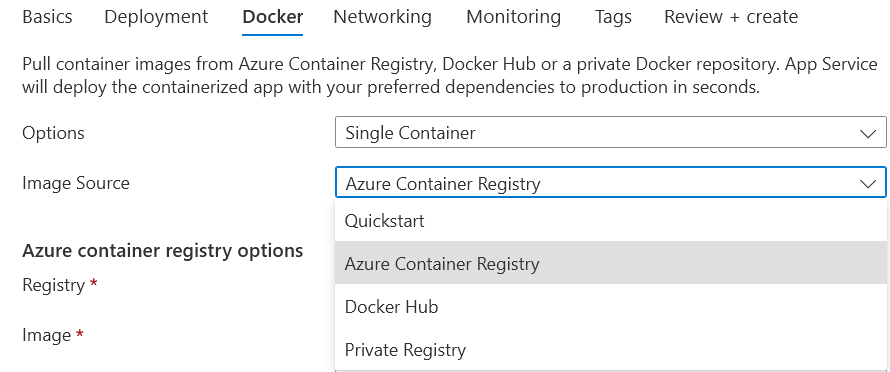 Basics Deployment Docker Networking Monitoring Tags Review + create
Pull container images from Azure Container Registry, Docker Hub or a private Docker repository. App Service
will deploy the containerized app with your preferred dependencies to production in seconds.
Options Single Container
Image Source Azure Container Registry
Quickstart
Azure container registry options
Azure Container Registry
Registry *
Docker Hub
Image *
Private Registry